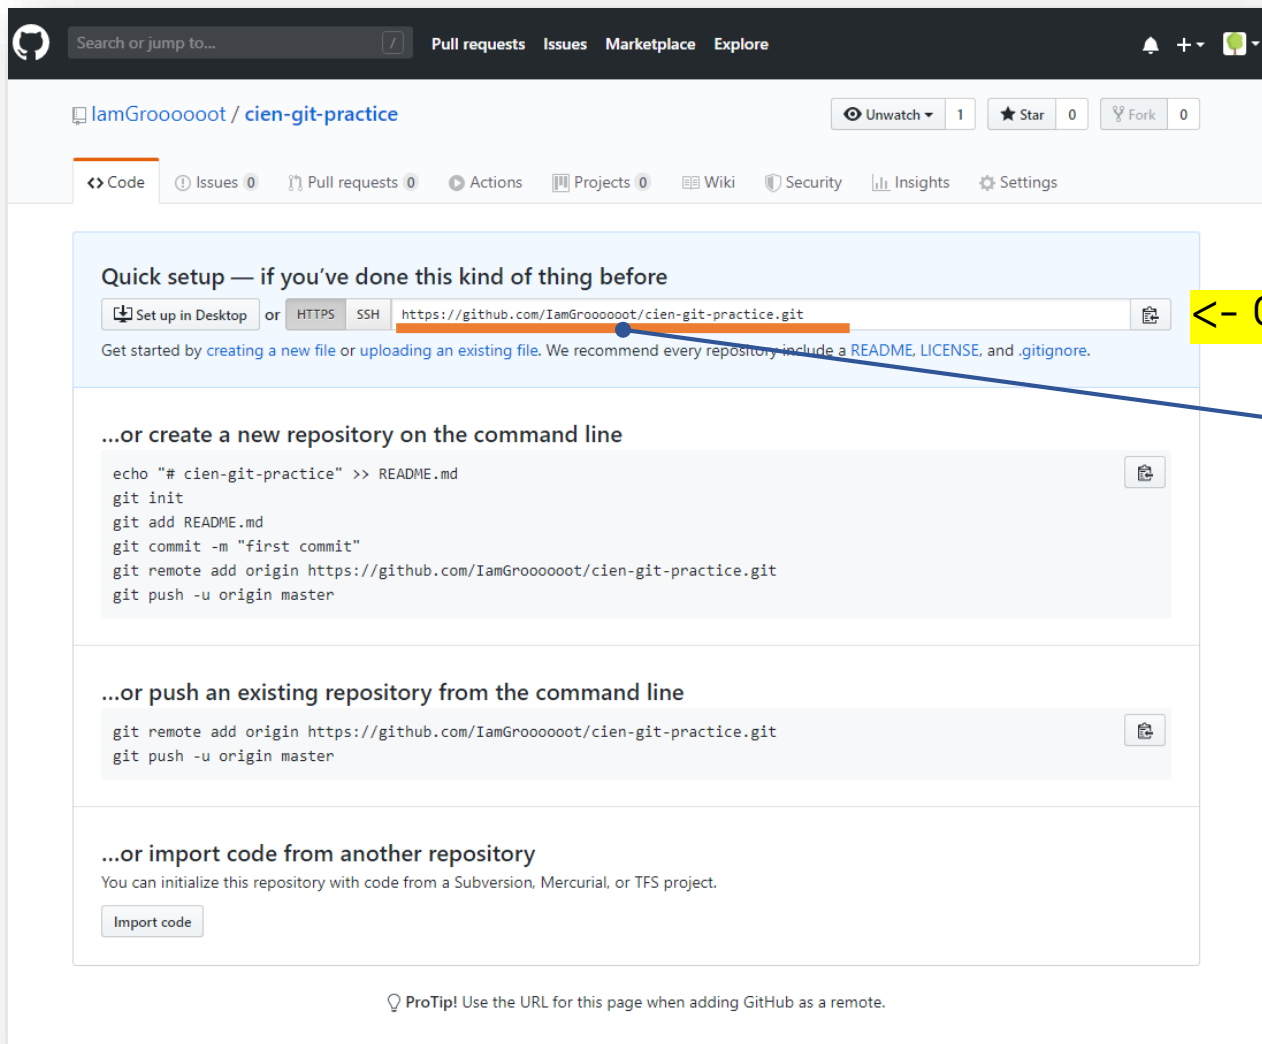 Search or jump to... / Pull requests Issues Marketplace Explore
IamGroooooot / cien-git-practice Unwatch 1 Star 0 Fork 0
Code Issues 0 Pull requests 0 Actions Projects 0 Wiki Security Insights Settings
Quick setup — if you've done this kind of thing before
Set up in Desktop or HTTPS SSH https://github.com/IamGroooooot/cien-git-practice.git
<-
Get started by creating a new file or uploading an existing file. We recommend every repository include a README, LICENSE, and .gitignore.
...or create a new repository on the command line
echo "# cien-git-practice" >> README.md
git init
git add README.md
git commit -m "first commit"
git remote add origin https://github.com/IamGroooooot/cien-git-practice.git
git push -u origin master
...or push an existing repository from the command line
git remote add origin https://github.com/IamGroooooot/cien-git-practice.git
git push -u origin master
...or import code from another repository
You can initialize this repository with code from a Subversion, Mercurial, or TFS project.
Import code
ProTip! Use the URL for this page when adding GitHub as a remote.